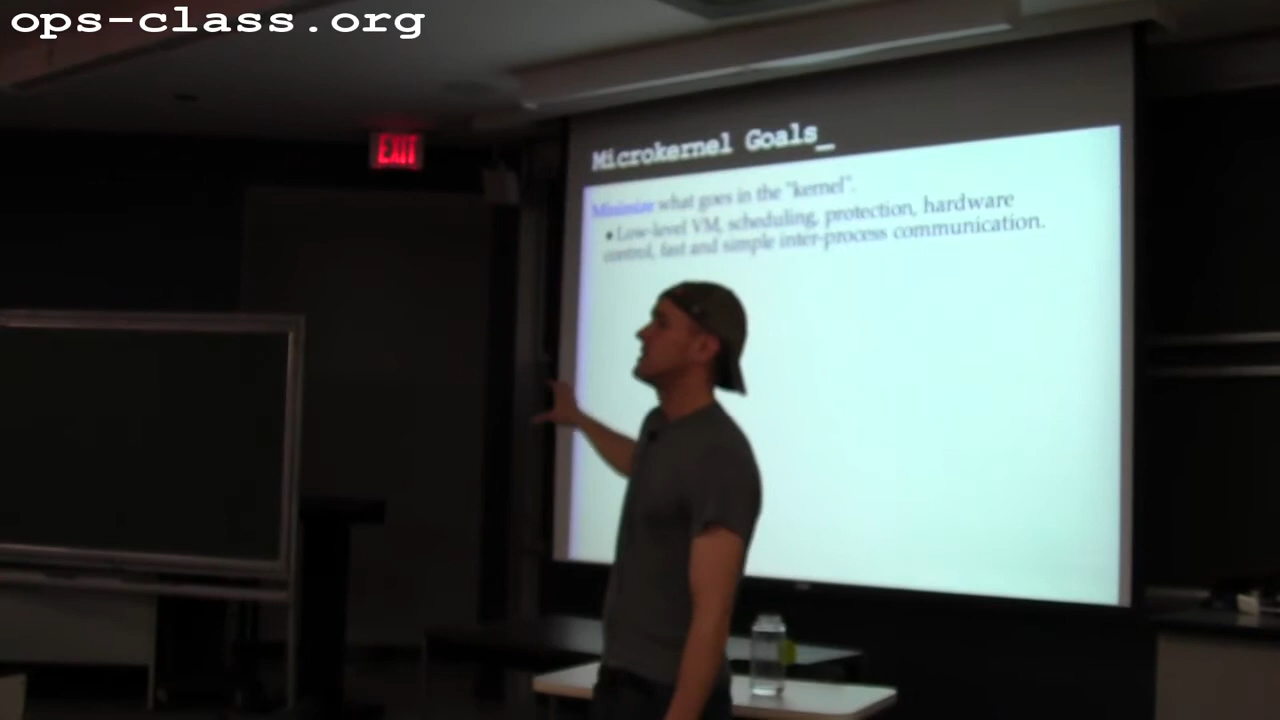 ops-class.org
EXIT
Microkernel Goals_
Minimize what goes in the "kernel".
• Low-level VM, scheduling, protection, hardware
control, fast and simple inter-process communication.